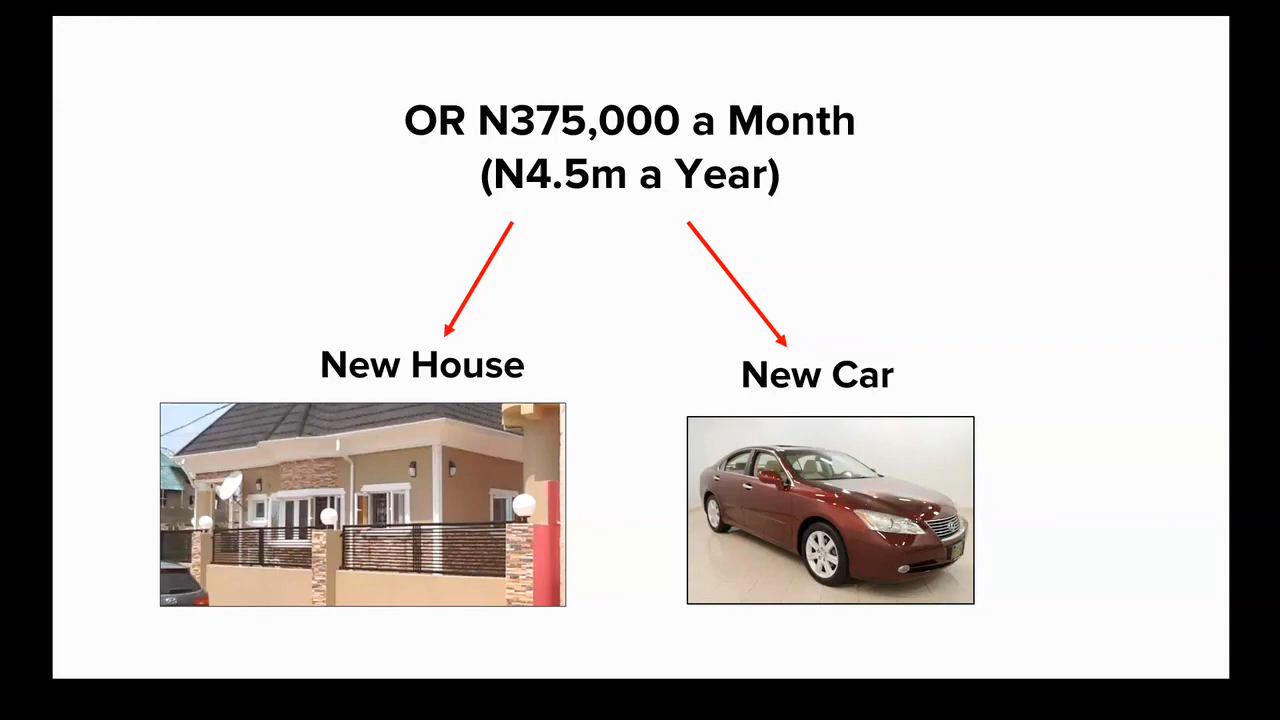 OR N375,000 a Month
(N4.5m a Year)
New House
New Car